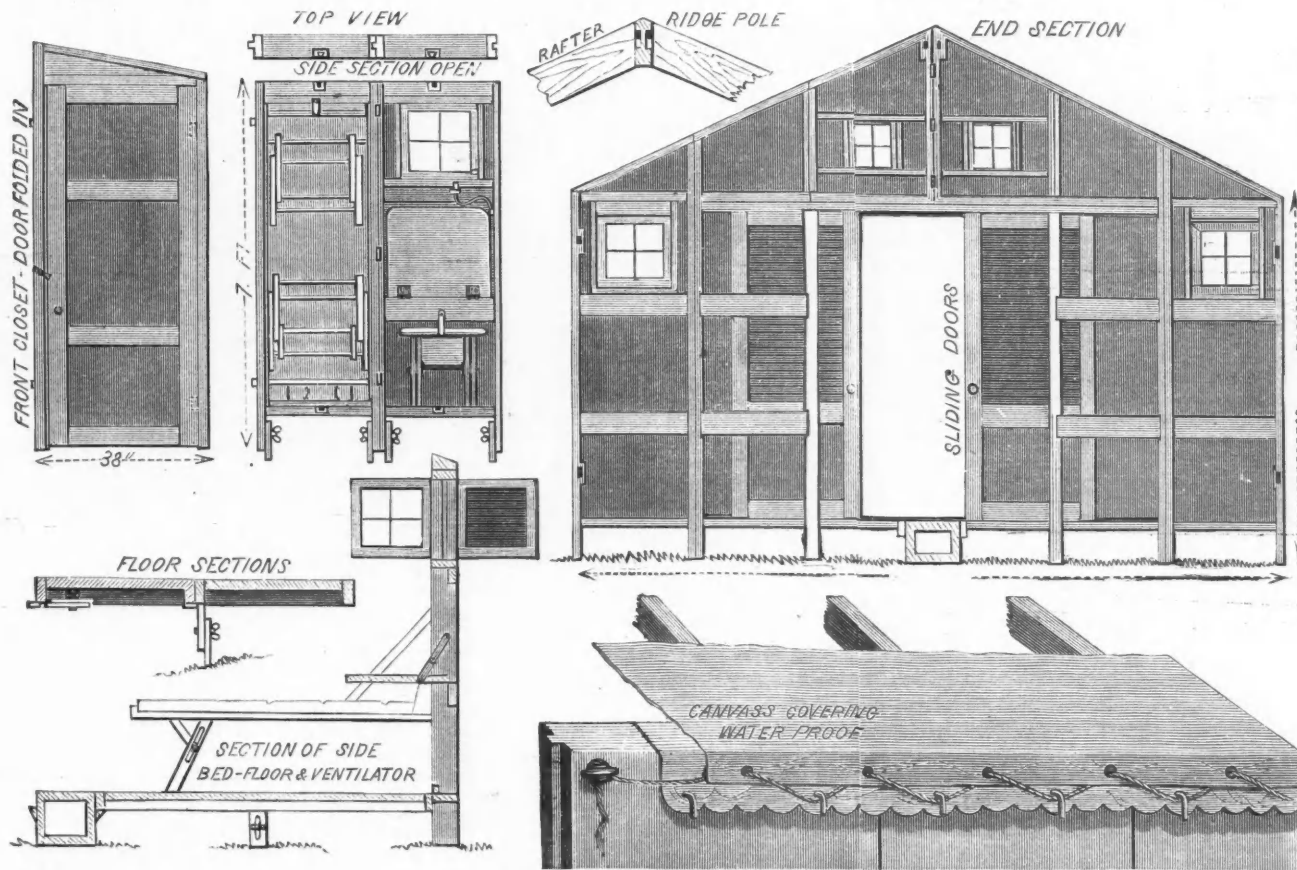 TOP VIEW
SIDE SECTION OPEN
RAFTER
RIDGE POLE
END SECTION
FRONT CLOSET-DOOR FOLDED IN
7 FT
38"
SLIDING DOORS
FLOOR SECTIONS
SECTION OF SIDE
BED-FLOOR & VENTILATOR
CANVASS COVERING
WATER PROOF